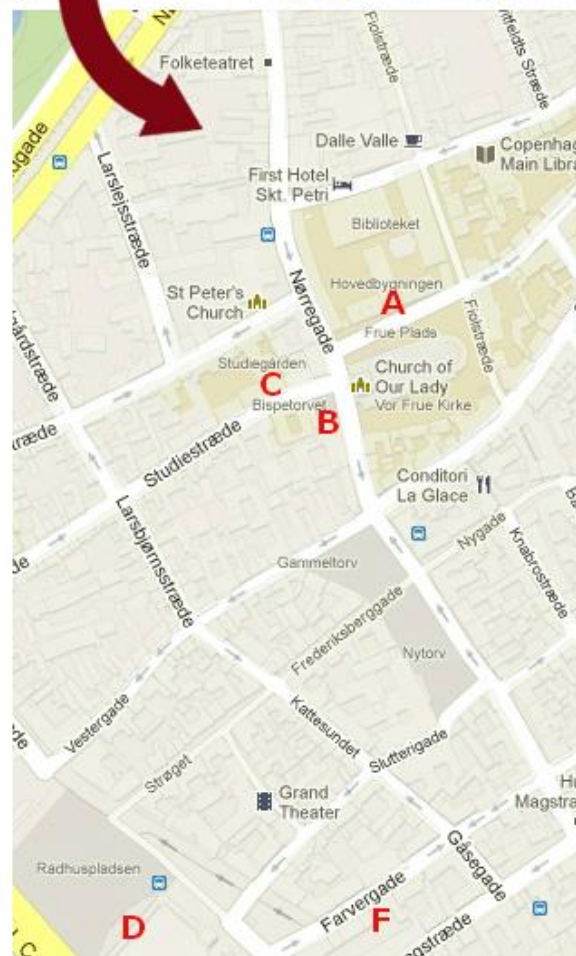 Folketeatret
Fiolstræde
Dalle Valle
Copenhag
Main Libra
Larslejsstræde
First Hotel
Skt. Petri
Biblioteket
Hovedbygningen
A
Nørregade
St Peter's
Church
Frue Plads
Fiolstræde
Studiegården
C
Church of
Our Lady
Vor Frue Kirke
Bispetorvet
B
Studiestræde
Larsbjørnsstræde
Conditori
La Glace
Nygade
Knabrostræde
Gammeltorv
Frederiksberggade
Nytorv
Vestergade
Kattesundet
Slutterigade
Strøget
Grand
Theater
Magstra
Gåsegade
Rådhuspladsen
Farvergade
F
D